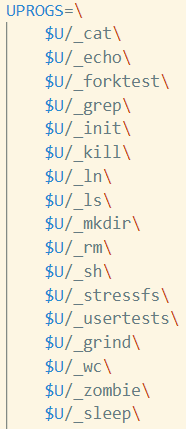 UPROGS=\
$U/_cat\
$U/_echo\
$U/_forktest\
$U/_grep\
$U/_init\
$U/_kill\
$U/_ln\
$U/_ls\
$U/_mkdir\
$U/_rm\
$U/_sh\
$U/_stressfs\
$U/_usertests\
$U/_grind\
$U/_wc\
$U/_zombie\
$U/_sleep\